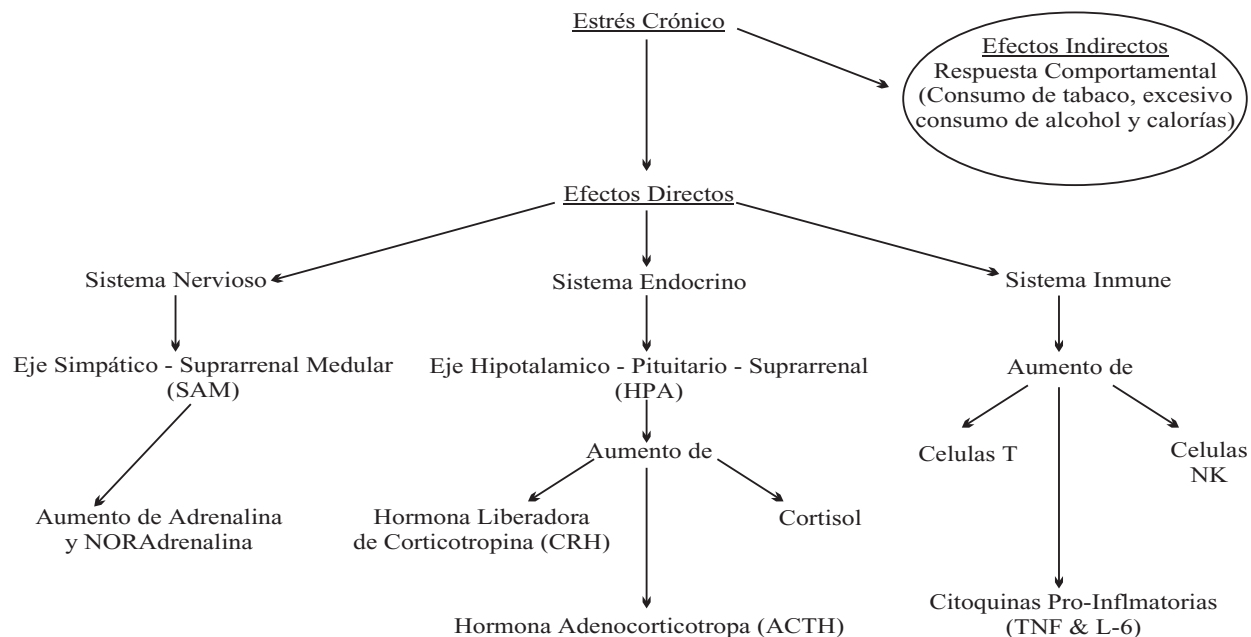 Estrés Crónico
Efectos Indirectos
Respuesta Comportamental
(Consumo de tabaco, excesivo
consumo de alcohol y calorías)
Efectos Directos
Sistema Nervioso
Sistema Endocrino
Sistema Inmune
Eje Simpático - Suprarrenal Medular
(SAM)
Eje Hipotalamico - Pituitario - Suprarrenal
(HPA)
Aumento de
Aumento de
Celulas T
Celulas
NK
Aumento de Adrenalina
y NORAdrenalina
Hormona Liberadora
de Corticotropina (CRH)
Cortisol
Hormona Adenocorticotropa (ACTH)
Citoquinas Pro-Inflmatorias
(TNF & L-6)